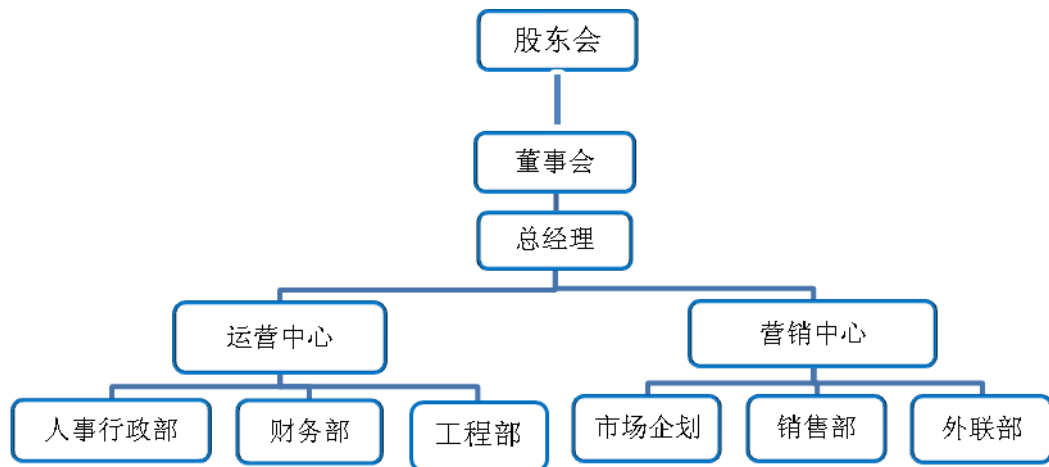 股东会
董事会
总经理
运营中心
营销中心
人事行政部
财务部
工程部
市场企划
销售部
外联部